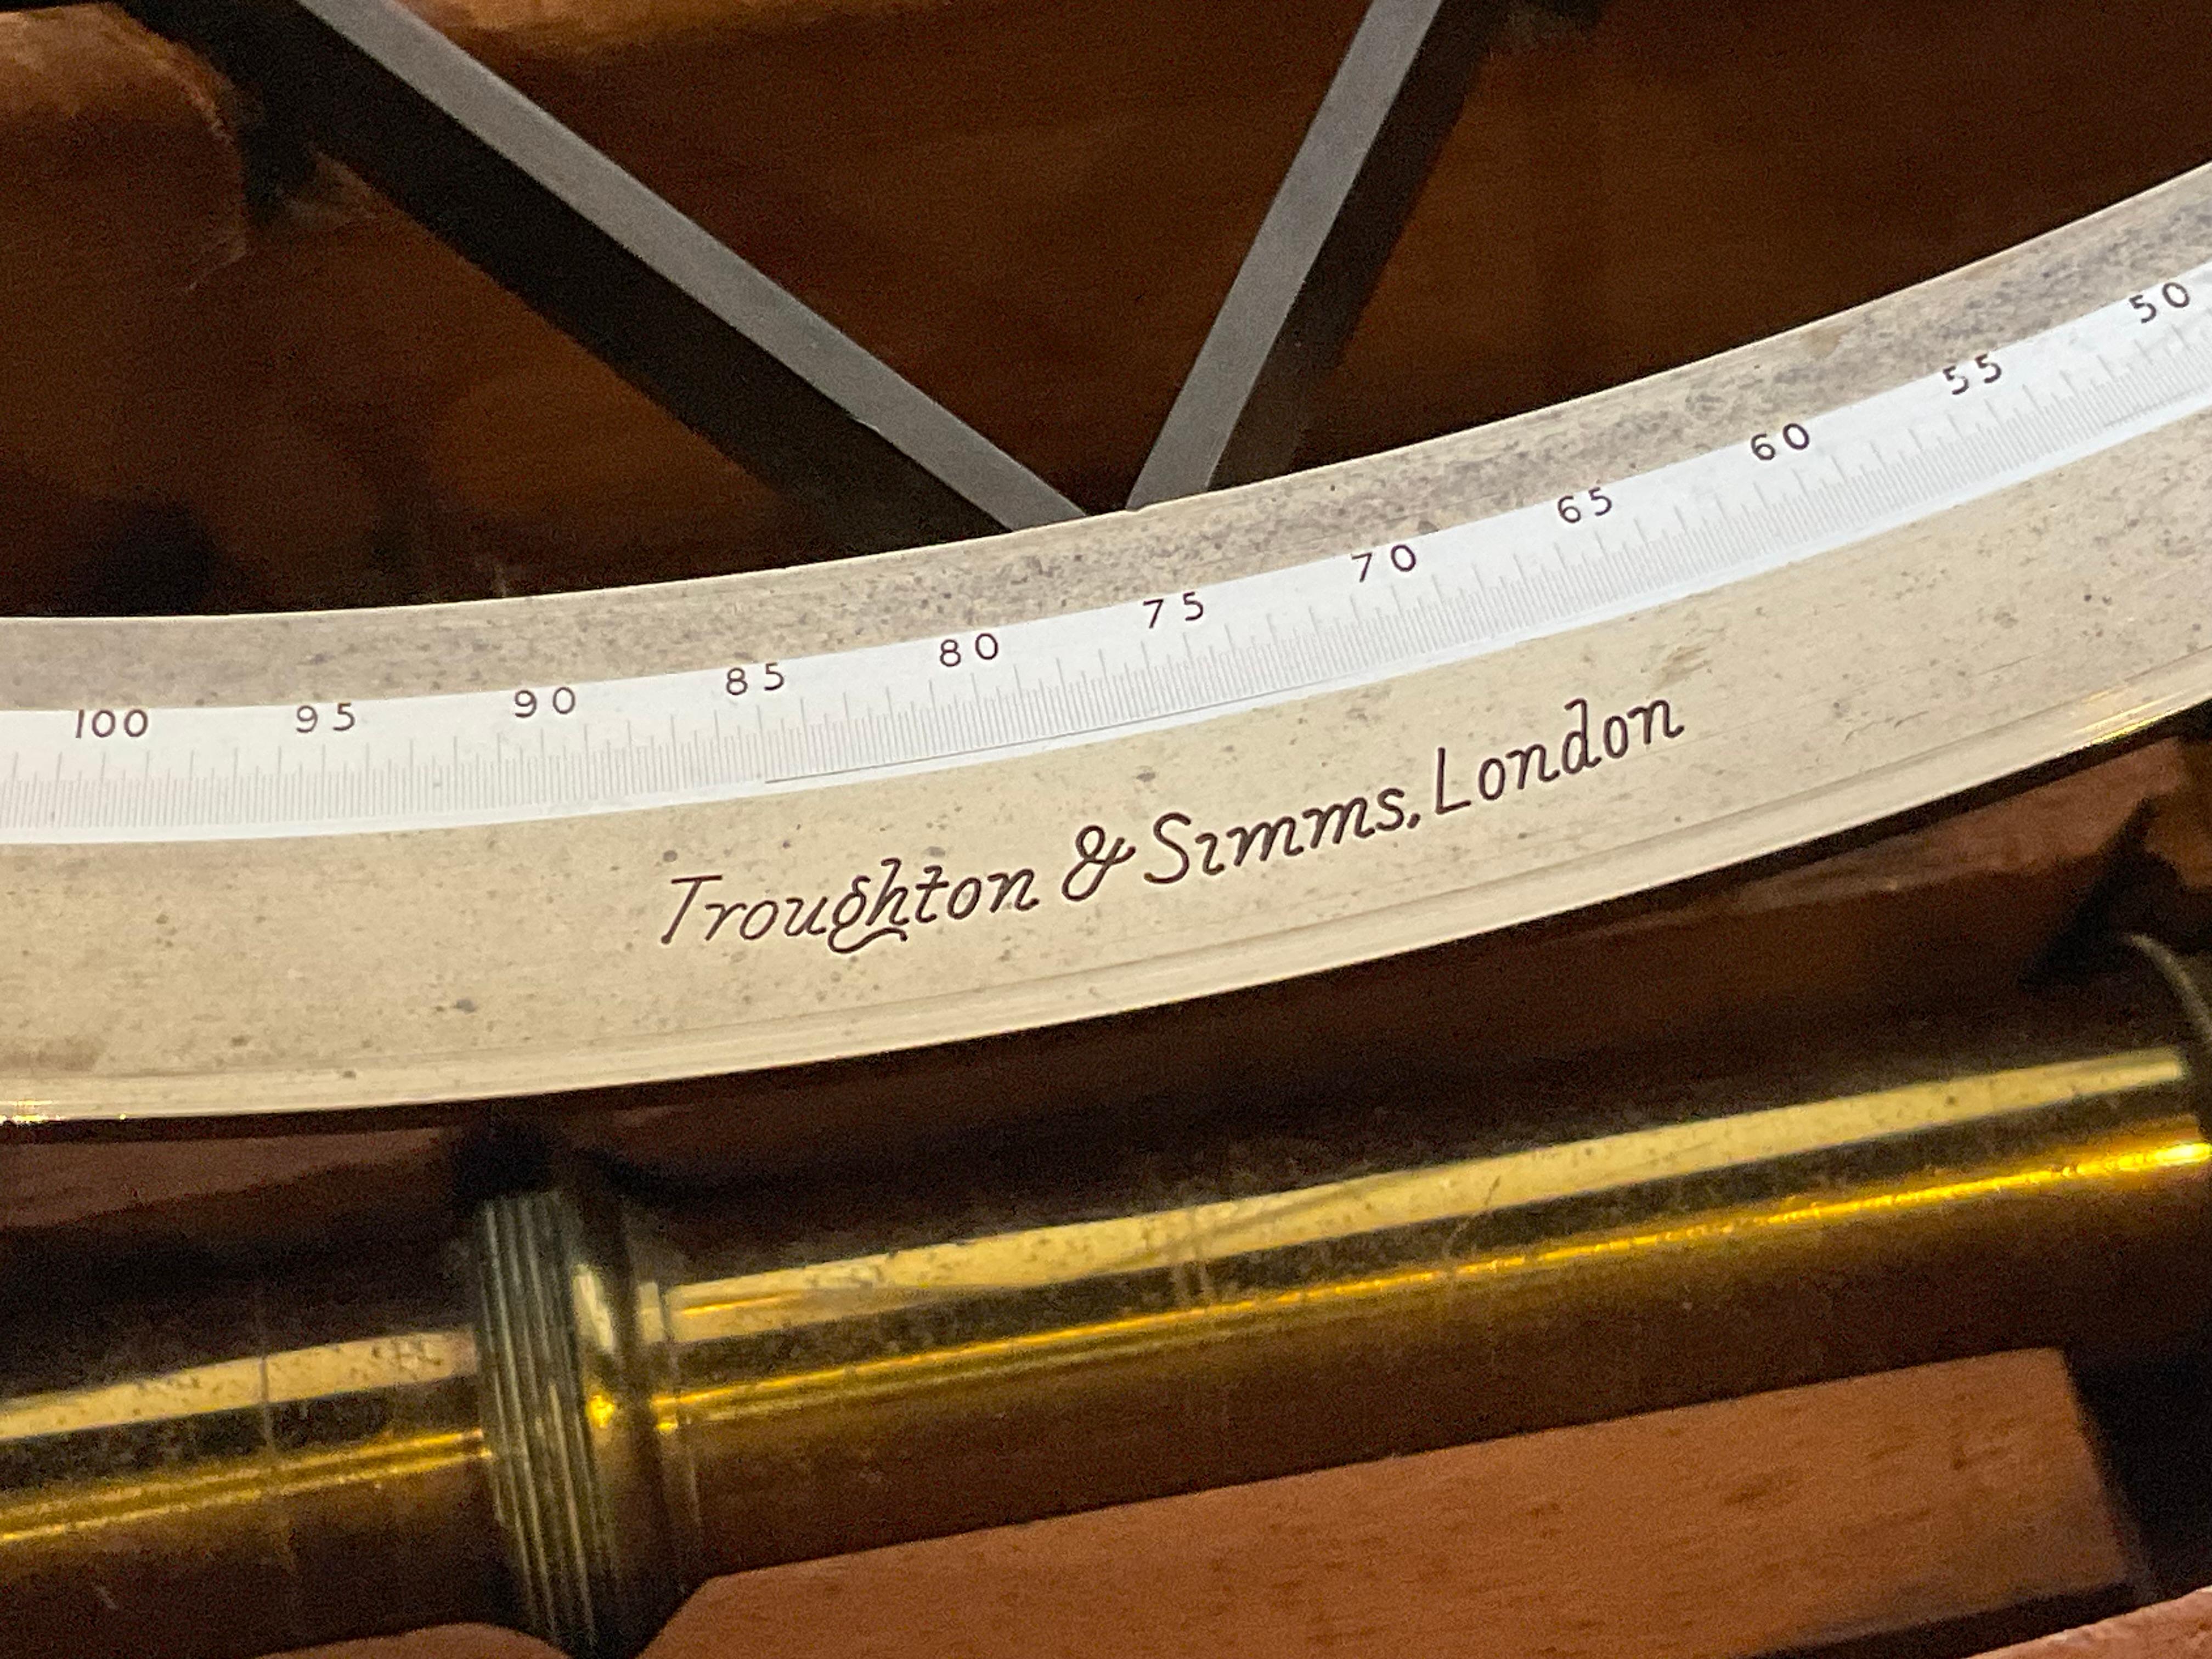 100 95 90 85 80 75 70 65 60 55 50
Troughton & Simms, London